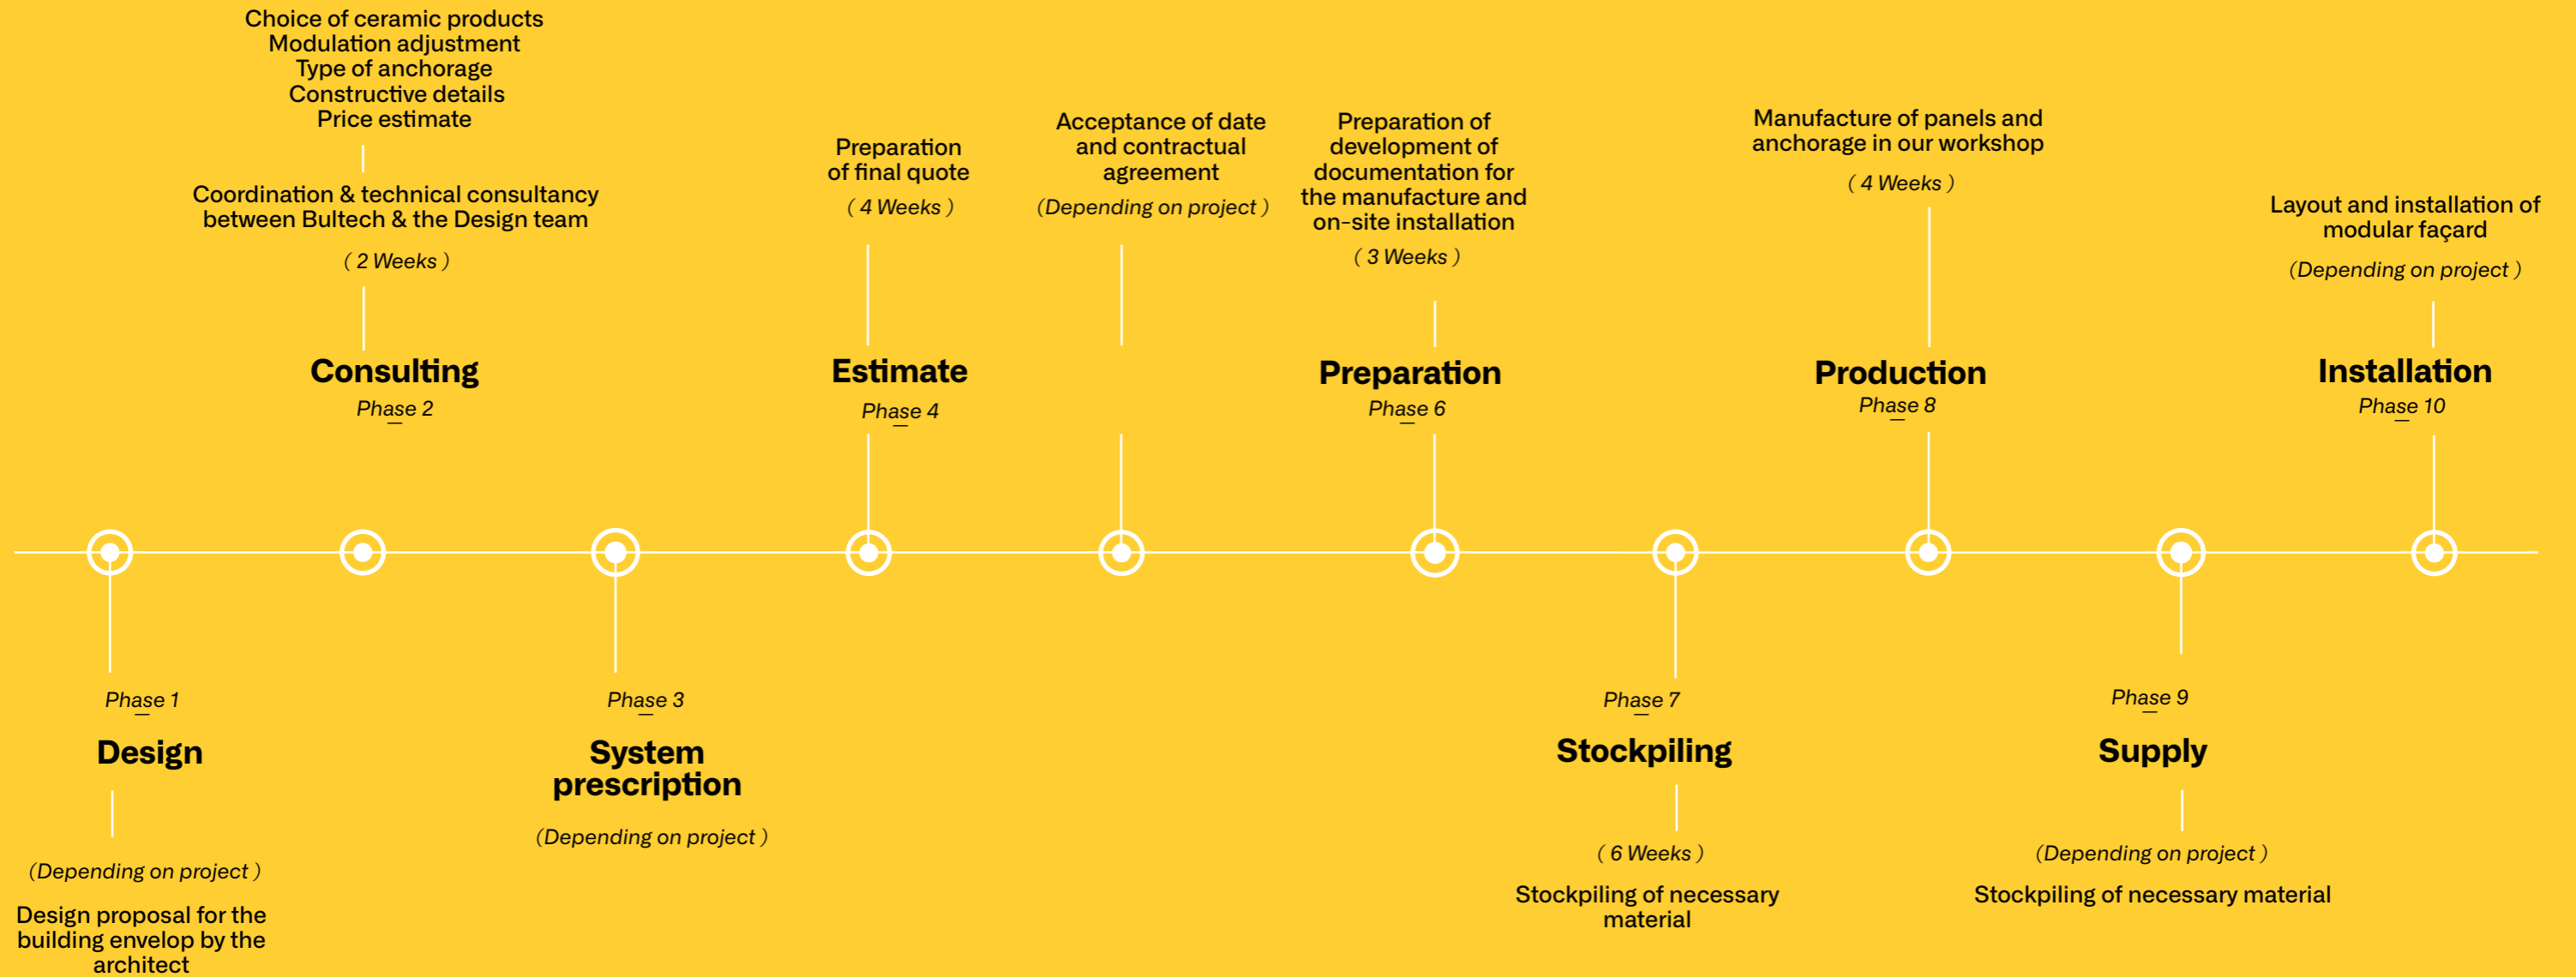 Choice of ceramic products
Modulation adjustment
Type of anchorage
Constructive details
Price estimate
Coordination & technical consultancy
between Bultech & the Design team
( 2 Weeks )
Consulting
Phase 2
Preparation
of final quote
( 4 Weeks )
Estimate
Phase 4
Acceptance of date
and contractual
agreement
(Depending on project )
Preparation of
development of
documentation for
the manufacture and
on-site installation
( 3 Weeks )
Preparation
Phase 6
Manufacture of panels and
anchorage in our workshop
( 4 Weeks )
Production
Phase 8
Layout and installation of
modular façard
(Depending on project )
Installation
Phase 10
Phase 1
Design
(Depending on project )
Design proposal for the
building envelop by the
architect
Phase 3
System
prescription
(Depending on project )
Phase 7
Stockpiling
( 6 Weeks )
Stockpiling of necessary
material
Phase 9
Supply
(Depending on project )
Stockpiling of necessary material